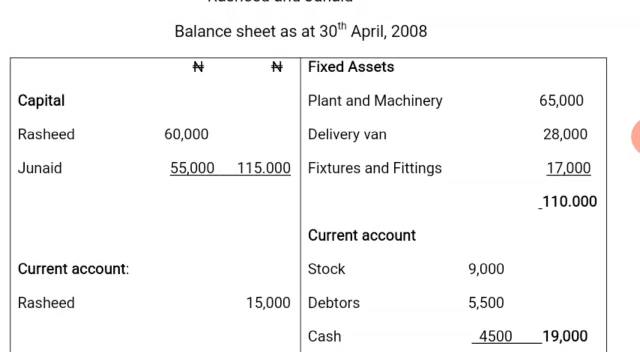 Balance sheet as at 30th April, 2008
₦ ₦ Fixed Assets
Capital Plant and Machinery 65,000
Rasheed 60,000 Delivery van 28,000
Junaid 55,000 115.000 Fixtures and Fittings 17,000
110.000
Current account
Current account: Stock 9,000
Rasheed 15,000 Debtors 5,500
Cash 4500 19,000